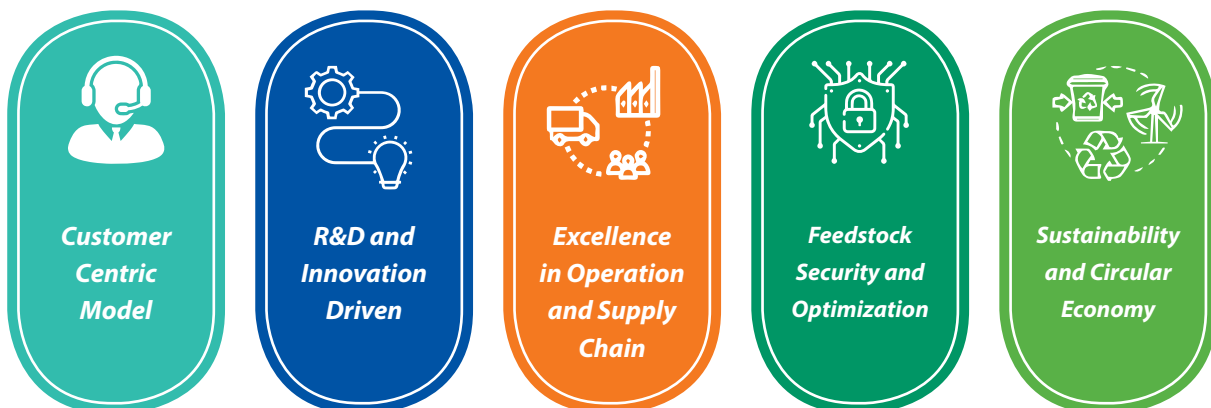 Customer
Centric
Model
R&D and
Innovation
Driven
Excellence
in Operation
and Supply
Chain
Feedstock
Security and
Optimization
Sustainability
and Circular
Economy